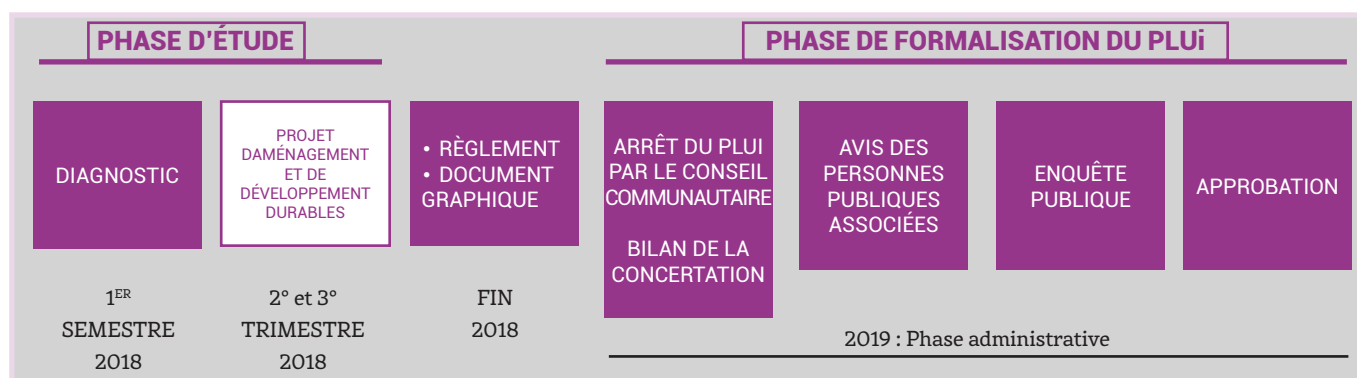 PHASE D'ÉTUDE
PHASE DE FORMALISATION DU PLUi
DIAGNOSTIC
PROJET
DAMÉNAGEMENT
ET DE
DÉVELOPPEMENT
DURABLES
• RÈGLEMENT
• DOCUMENT
GRAPHIQUE
ARRÊT DU PLUI
PAR LE CONSEIL
COMMUNAUTAIRE
BILAN DE LA
CONCERTATION
AVIS DES
PERSONNES
PUBLIQUES
ASSOCIÉES
ENQUÊTE
PUBLIQUE
APPROBATION
1ER
SEMESTRE
2018
2° et 3°
TRIMESTRE
2018
FIN
2018
2019 : Phase administrative